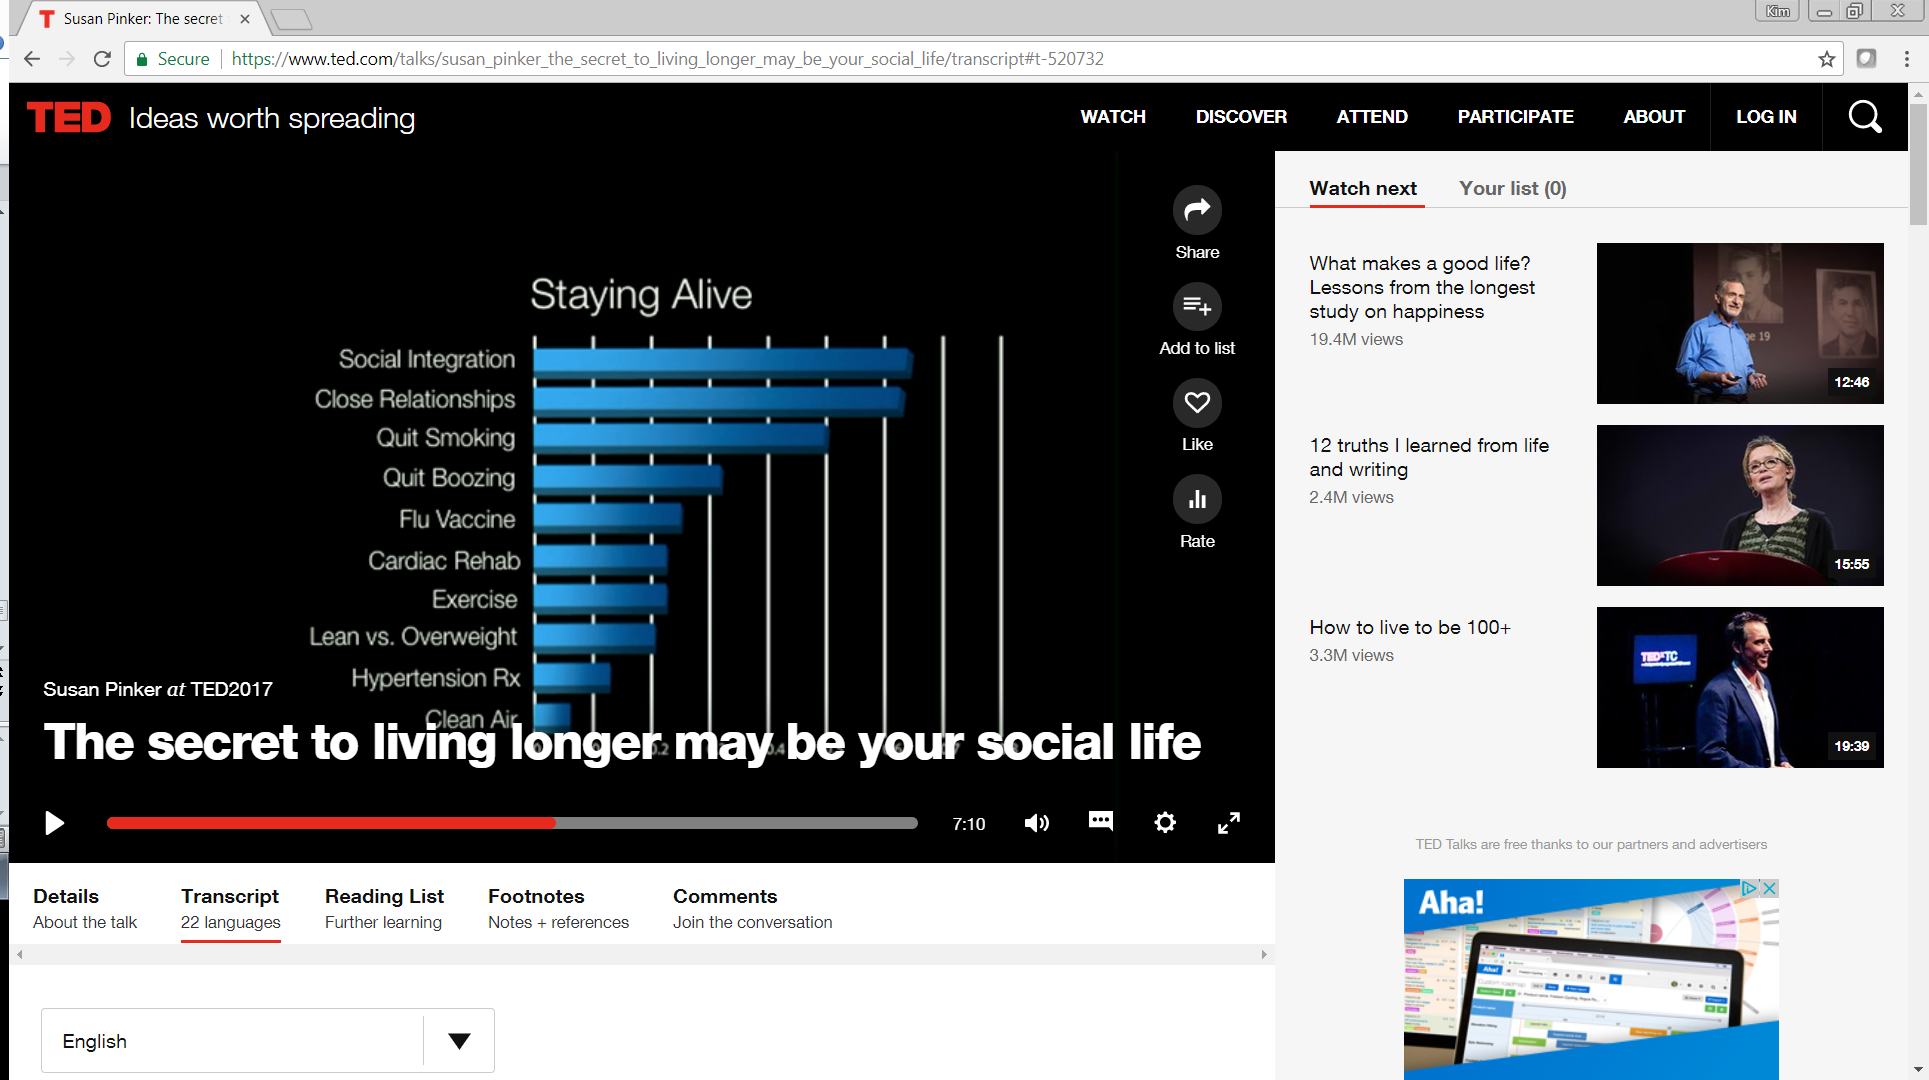 Susan Pinker: The secret
Kim
Secure
https://www.ted.com/talks/susan_pinker_the_secret_to_living_longer_may_be_your_social_life/transcript#t-520732
TED Ideas worth spreading
WATCH DISCOVER ATTEND PARTICIPATE ABOUT LOG IN
Staying Alive
Social Integration
Close Relationships
Quit Smoking
Quit Boozing
Flu Vaccine
Cardiac Rehab
Exercise
Lean vs. Overweight
Hypertension Rx
Clean Air
Share
Add to list
Like
Rate
Susan Pinker at TED2017
The secret to living longer may be your social life
7:10
Watch next
Your list (0)
What makes a good life?
Lessons from the longest
study on happiness
19.4M views
12:46
12 truths I learned from life
and writing
2.4M views
15:55
How to live to be 100+
3.3M views
19:39
TED Talks are free thanks to our partners and advertisers
Aha!
Details
About the talk
Transcript
22 languages
Reading List
Further learning
Footnotes
Notes + references
Comments
Join the conversation
English